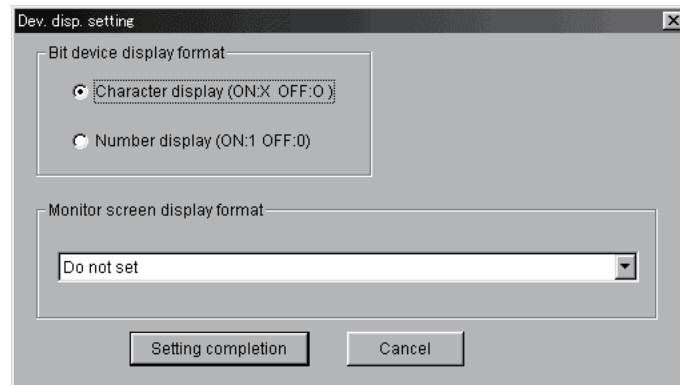 Dev. disp. setting
Bit device display format
Character display (ON:X OFF:O )
Number display (ON:1 OFF:0)
Monitor screen display format
Do not set
Setting completion
Cancel